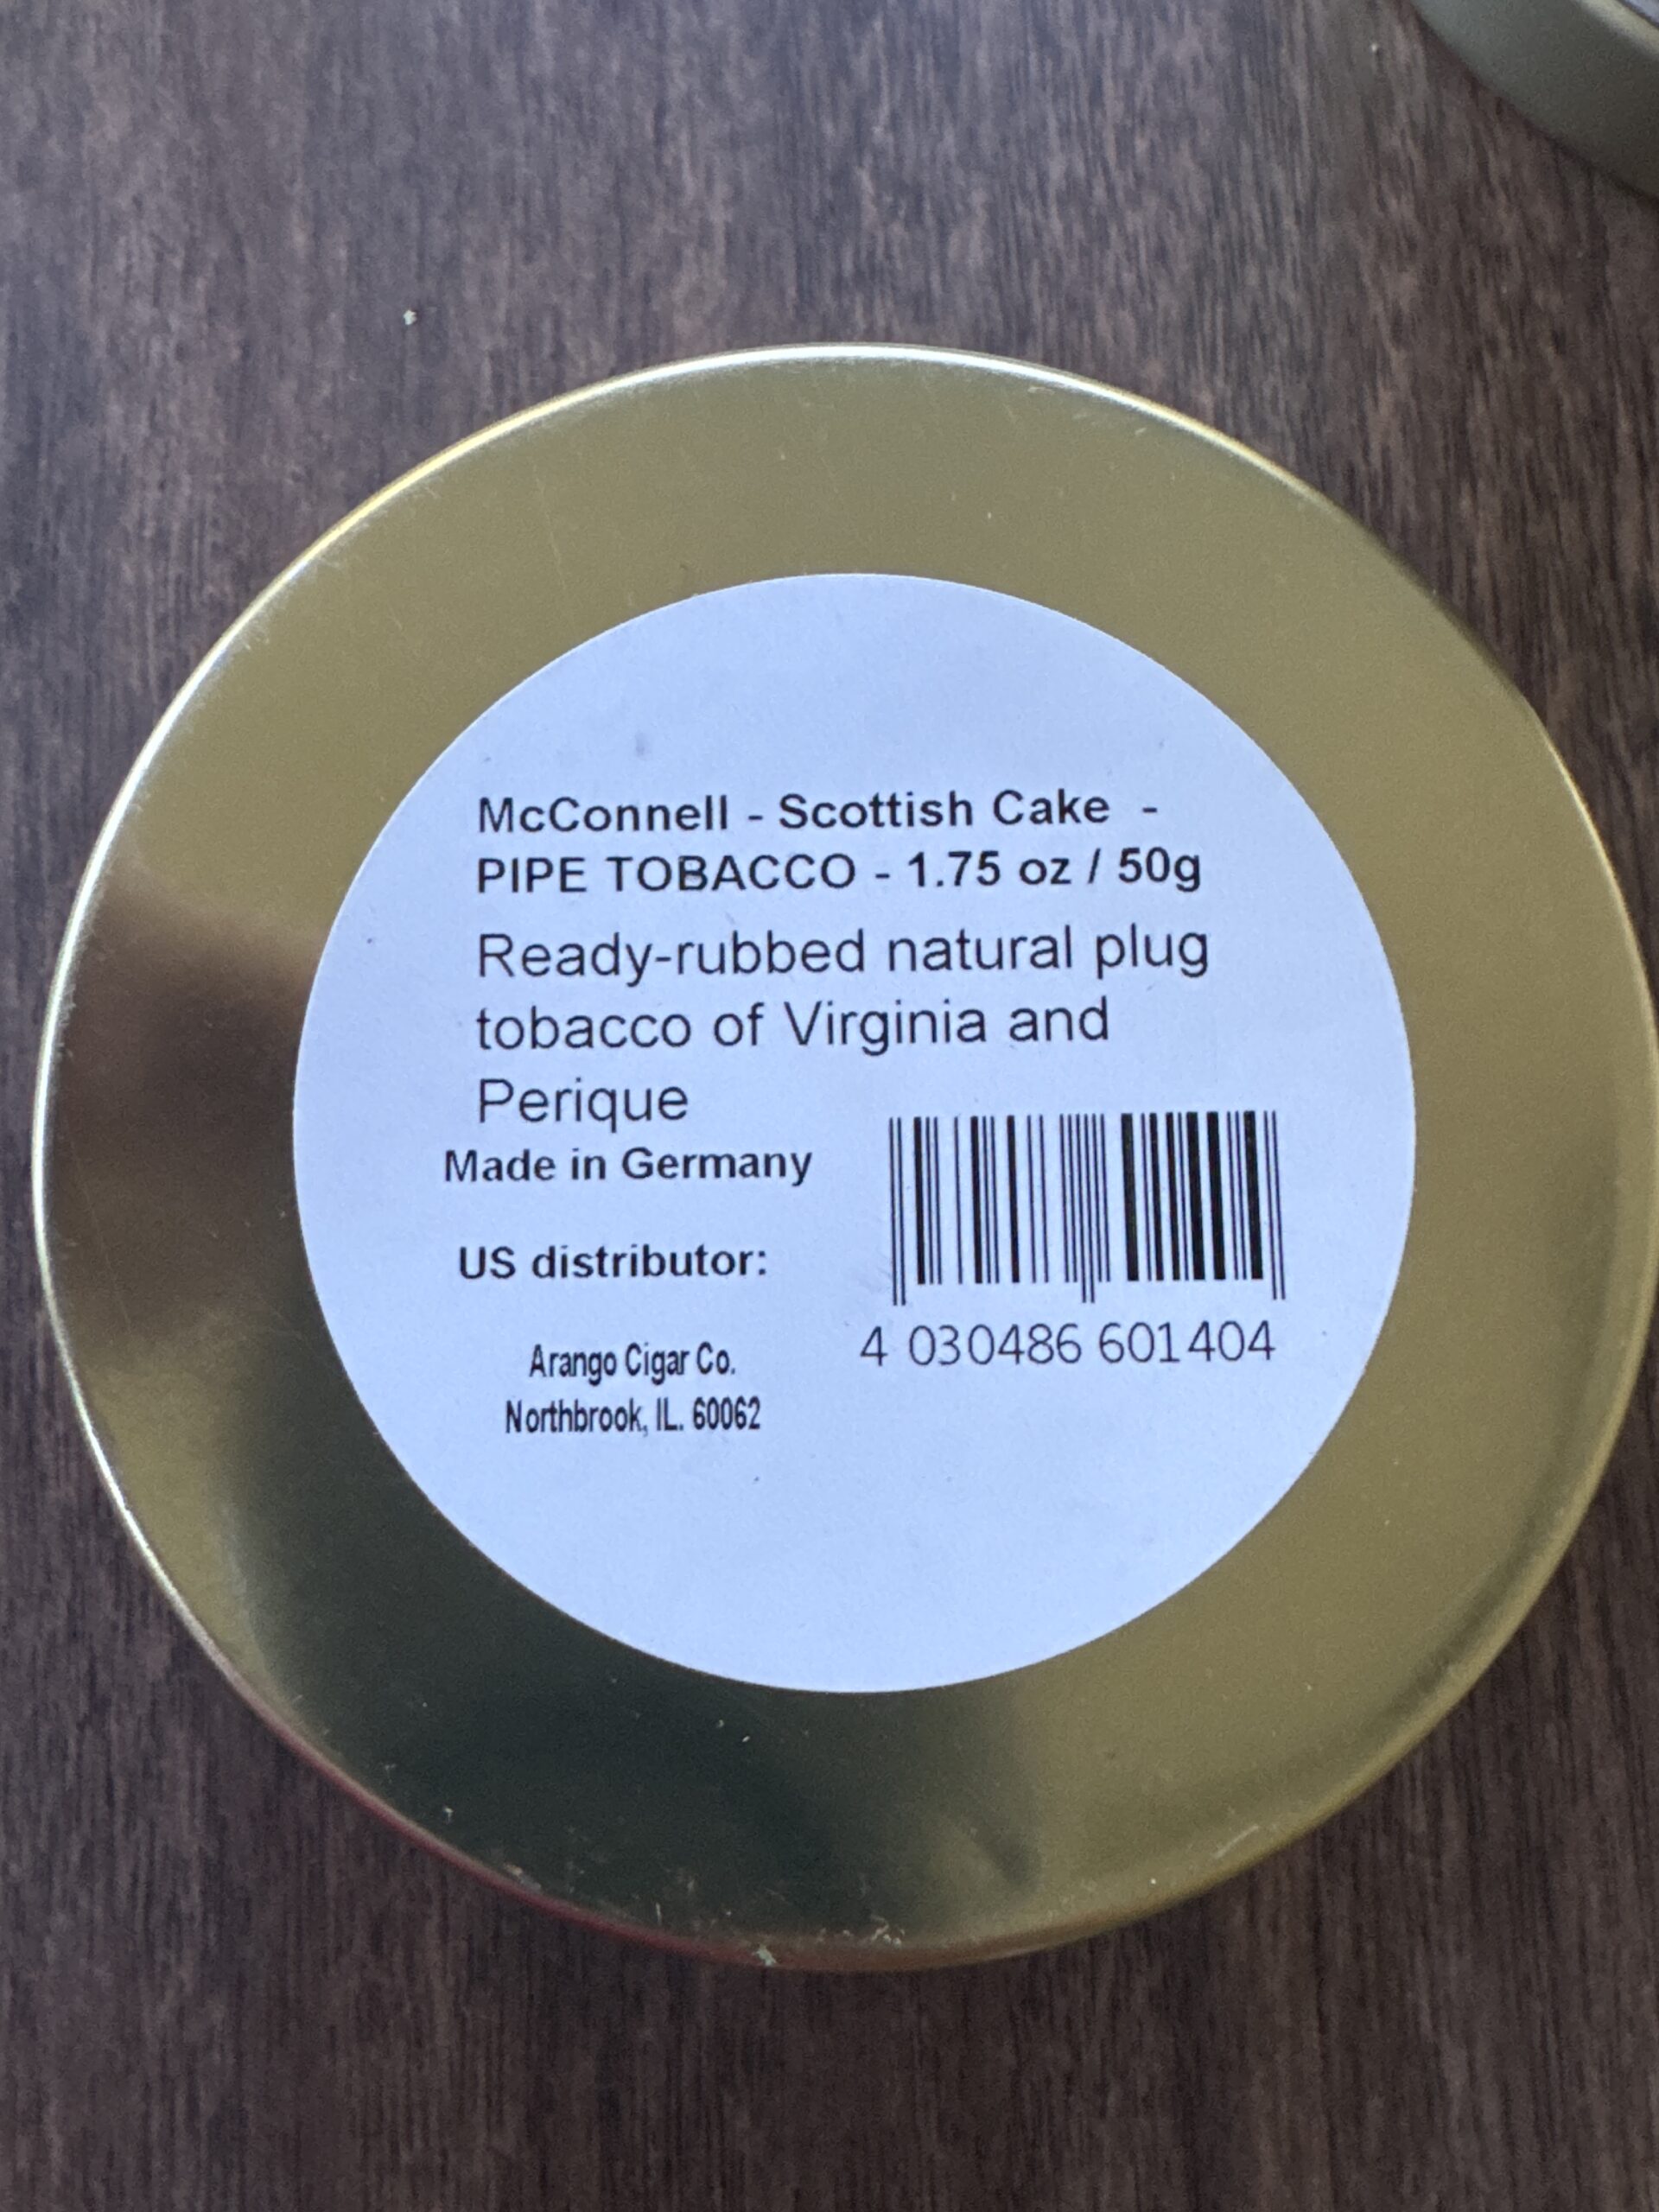 McConnell - Scottish Cake -
PIPE TOBACCO - 1.75 oz / 50g
Ready-rubbed natural plug
tobacco of Virginia and
Perique
Made in Germany
US distributor:
Arango Cigar Co.
Northbrook, IL. 60062
4 030486 601404